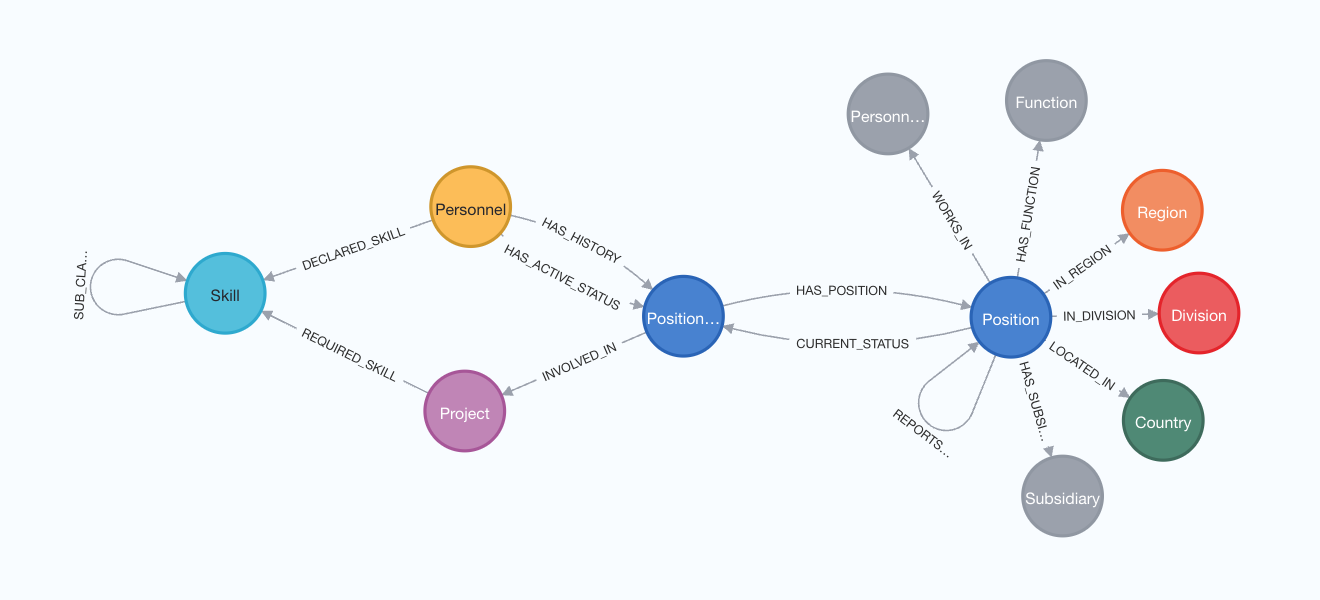 Personn…
Function
HAS_FUNCTION
WORKS_IN
Region
Personnel
HAS_HISTORY
DECLARED_SKILL
HAS_ACTIVE_STATUS
IN_REGION
SUB_CLA…
Skill
HAS_POSITION
Position…
Position
IN_DIVISION
Division
CURRENT_STATUS
REQUIRED_SKILL
INVOLVED_IN
LOCATED_IN
HAS_SUBSI…
Project
REPORTS…
Country
Subsidiary